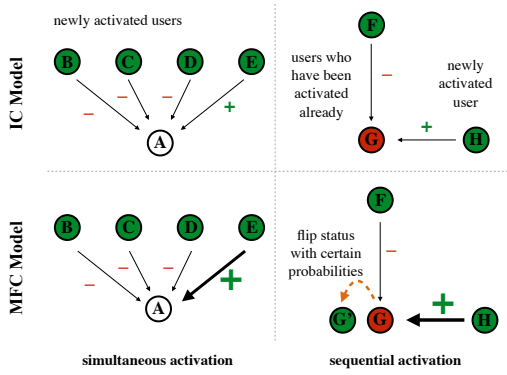 newly activated users
IC Model
B
C
D
E
−
−
−
+
A
F
users who
have been
activated
already
−
newly
activated
user
G
+
H
MFC Model
B
C
D
E
−
−
−
+
A
F
flip status
with certain
probabilities
−
G'
G
+
H
simultaneous activation
sequential activation